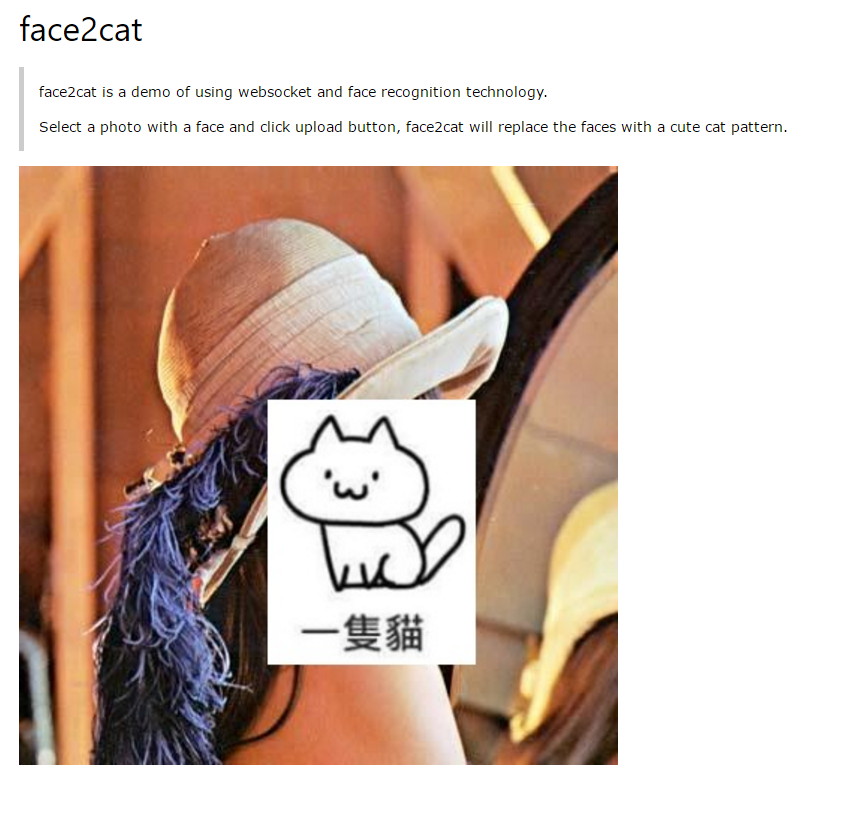 face2cat
face2cat is a demo of using websocket and face recognition technology.
Select a photo with a face and click upload button, face2cat will replace the faces with a cute cat pattern.
一隻貓